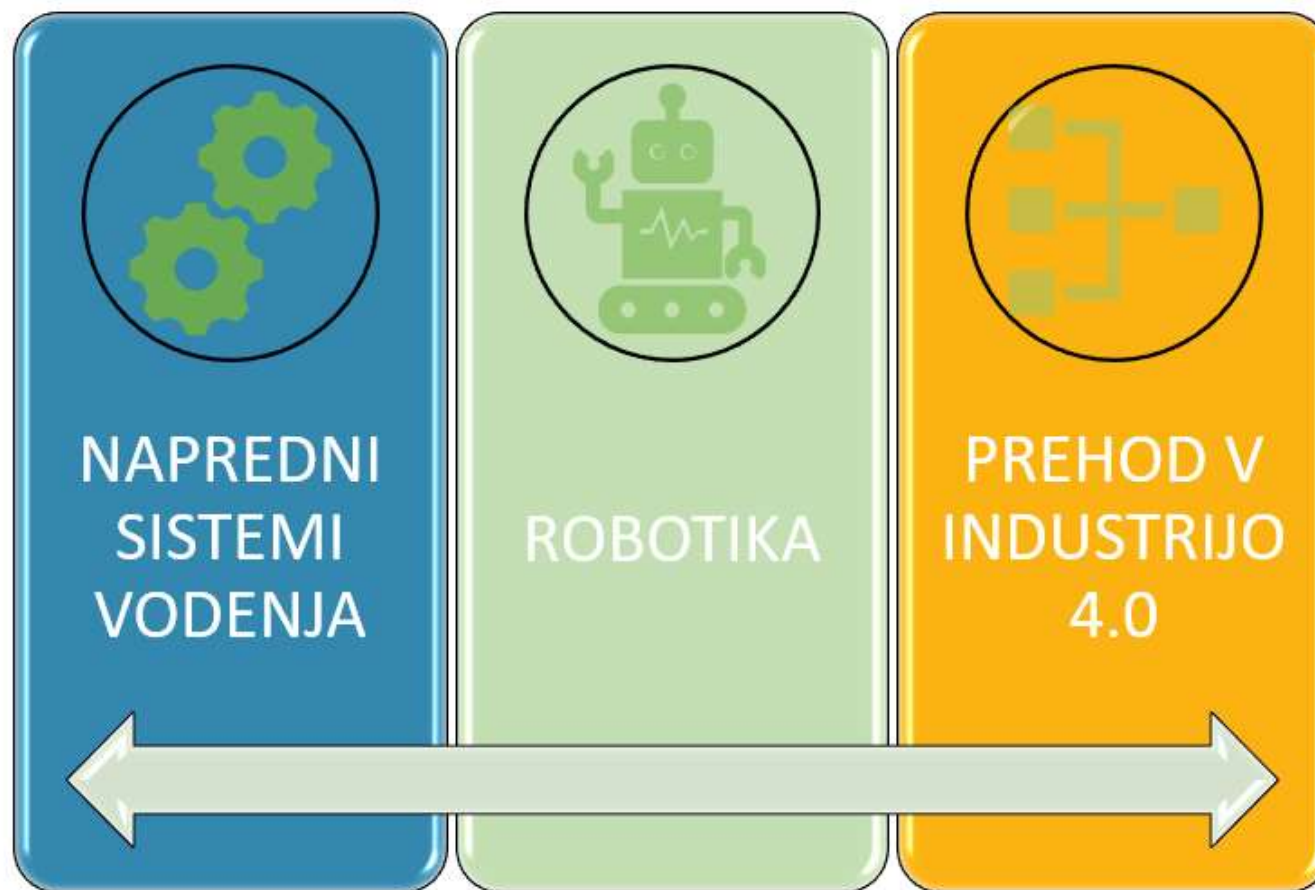 NAPREDNI
SISTEMI
VODENJA
ROBOTIKA
PREHOD V
INDUSTRIJO
4.0